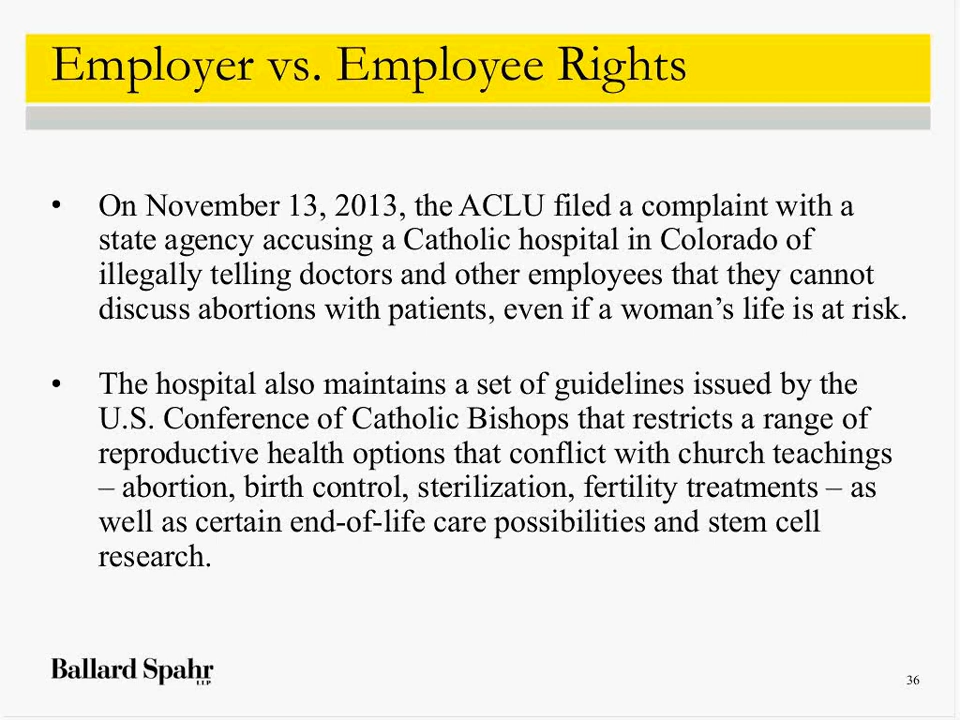 Employer vs. Employee Rights
• On November 13, 2013, the ACLU filed a complaint with a
state agency accusing a Catholic hospital in Colorado of
illegally telling doctors and other employees that they cannot
discuss abortions with patients, even if a woman’s life is at risk.
• The hospital also maintains a set of guidelines issued by the
U.S. Conference of Catholic Bishops that restricts a range of
reproductive health options that conflict with church teachings
– abortion, birth control, sterilization, fertility treatments – as
well as certain end-of-life care possibilities and stem cell
research.
Ballard Spahr
LLP
36